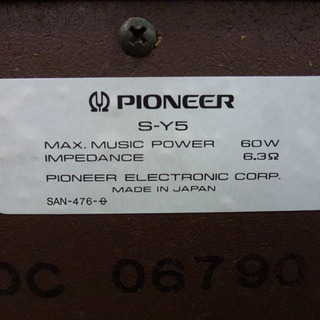 PIONEER
S-Y5
MAX. MUSIC POWER 60W
IMPEDANCE 6.3Ω
PIONEER ELECTRONIC CORP.
MADE IN JAPAN
SAN-476-0
OC 06790